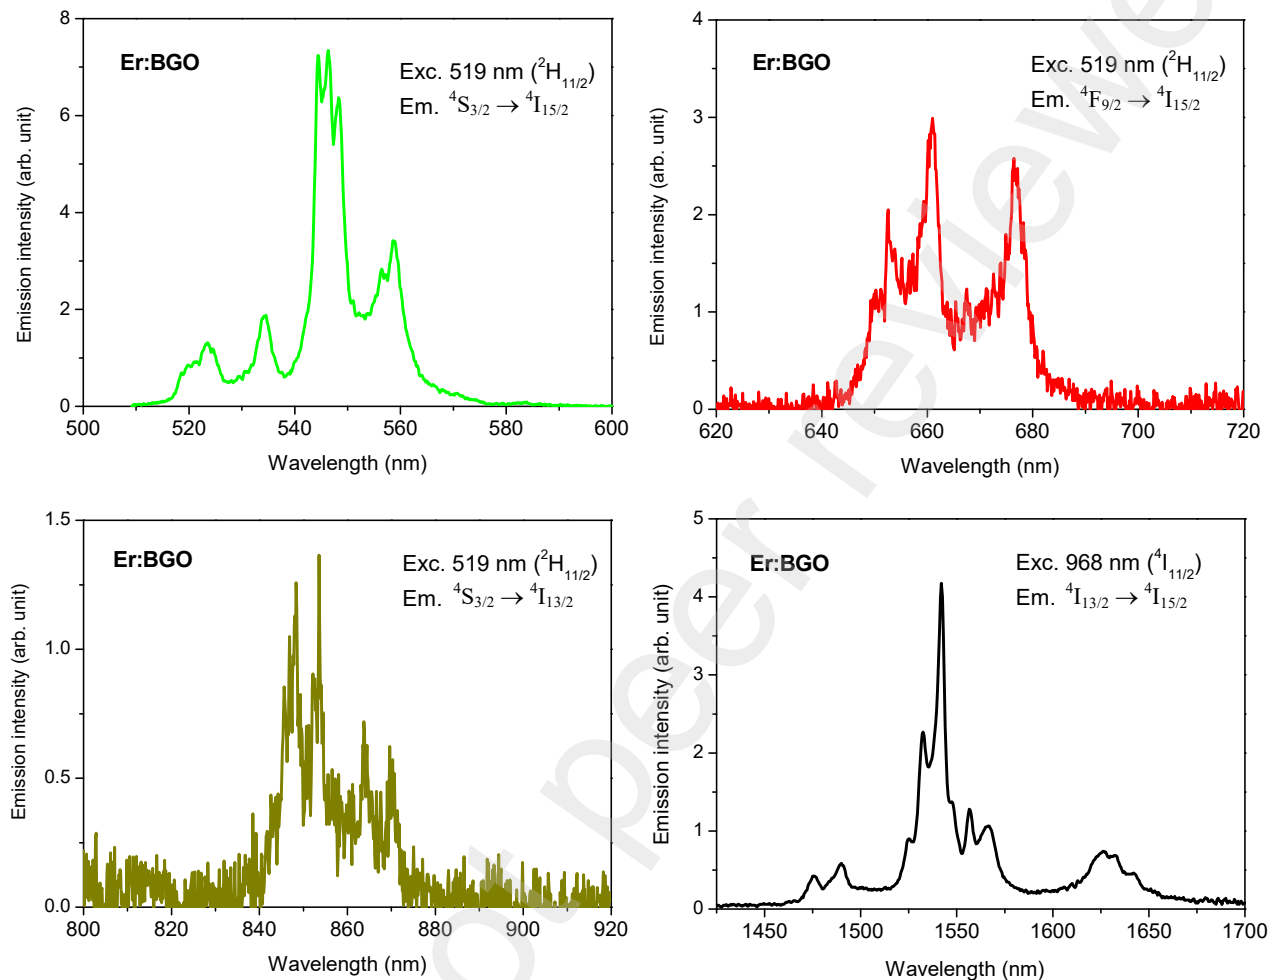 Er:BGO
Exc. 519 nm (²H₁₁/₂)
Em. ⁴S₃/₂ → ⁴I₁₅/₂
Emission intensity (arb. unit)
8
6
4
2
0
500 520 540 560 580 600
Wavelength (nm)
Er:BGO
Exc. 519 nm (²H₁₁/₂)
Em. ⁴F₉/₂ → ⁴I₁₅/₂
Emission intensity (arb. unit)
4
3
2
1
0
620 640 660 680 700 720
Wavelength (nm)
Er:BGO
Exc. 519 nm (²H₁₁/₂)
Em. ⁴S₃/₂ → ⁴I₁₃/₂
Emission intensity (arb. unit)
1.5
1.0
0.5
0.0
800 820 840 860 880 900 920
Wavelength (nm)
Er:BGO
Exc. 968 nm (⁴I₁₁/₂)
Em. ⁴I₁₃/₂ → ⁴I₁₅/₂
Emission intensity (arb. unit)
5
4
3
2
1
0
1450 1500 1550 1600 1650 1700
Wavelength (nm)
ot peer reviewe